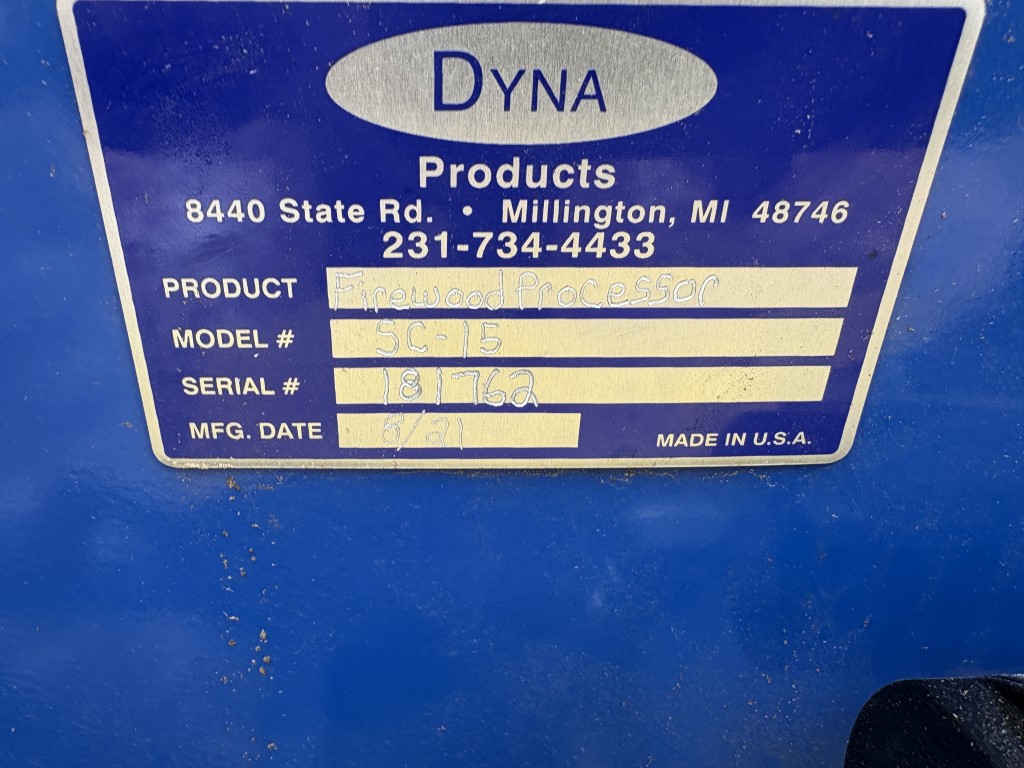 DYNA
Products
8440 State Rd. • Millington, MI 48746
231-734-4433
PRODUCT Firewood Processor
MODEL # SC-15
SERIAL # 181762
MFG. DATE 8/21
MADE IN U.S.A.